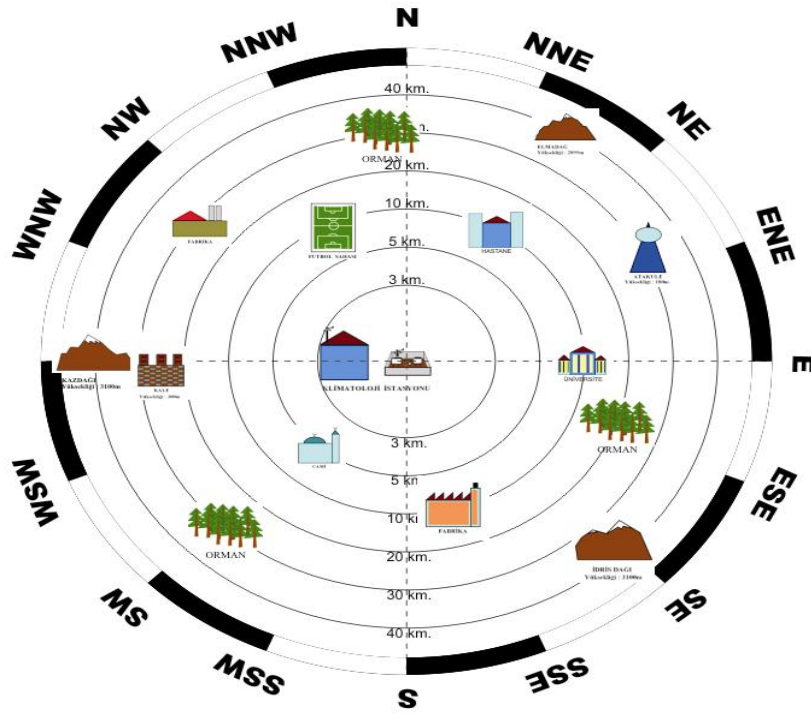 N
NNW
NNE
NW
NE
WNW
ENE
40 km.
ORMAN
ELMADAĞ
20 km.
10 km.
FABRİKA
FUTBOL SAHASI
HASTANE
ATAKULE
5 km.
3 km.
E
KAZDAĞI
Yüksekliği : 3100m
KALE
KLİMATOLOJİ İSTASYONU
ÜNİVERSİTE
ORMAN
3 km.
CAMİ
5 k
10 k
FABRİKA
ORMAN
20 km.
İDRİS DAĞI
Yüksekliği : 3100m
30 km.
40 km.
WSW
ESE
SW
SE
SSW
SSE
S